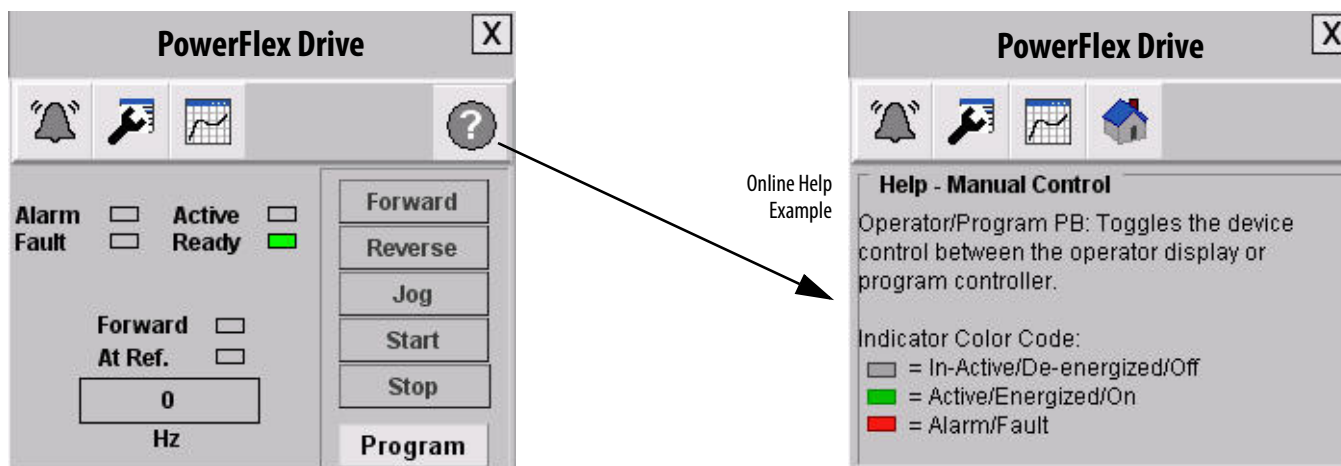 PowerFlex Drive
X
?
Alarm
Active
Fault
Ready
Forward
At Ref.
0
Hz
Forward
Reverse
Jog
Start
Stop
Program
Online Help
Example
PowerFlex Drive
X
Help - Manual Control
Operator/Program PB: Toggles the device
control between the operator display or
program controller.
Indicator Color Code:
= In-Active/De-energized/Off
= Active/Energized/On
= Alarm/Fault